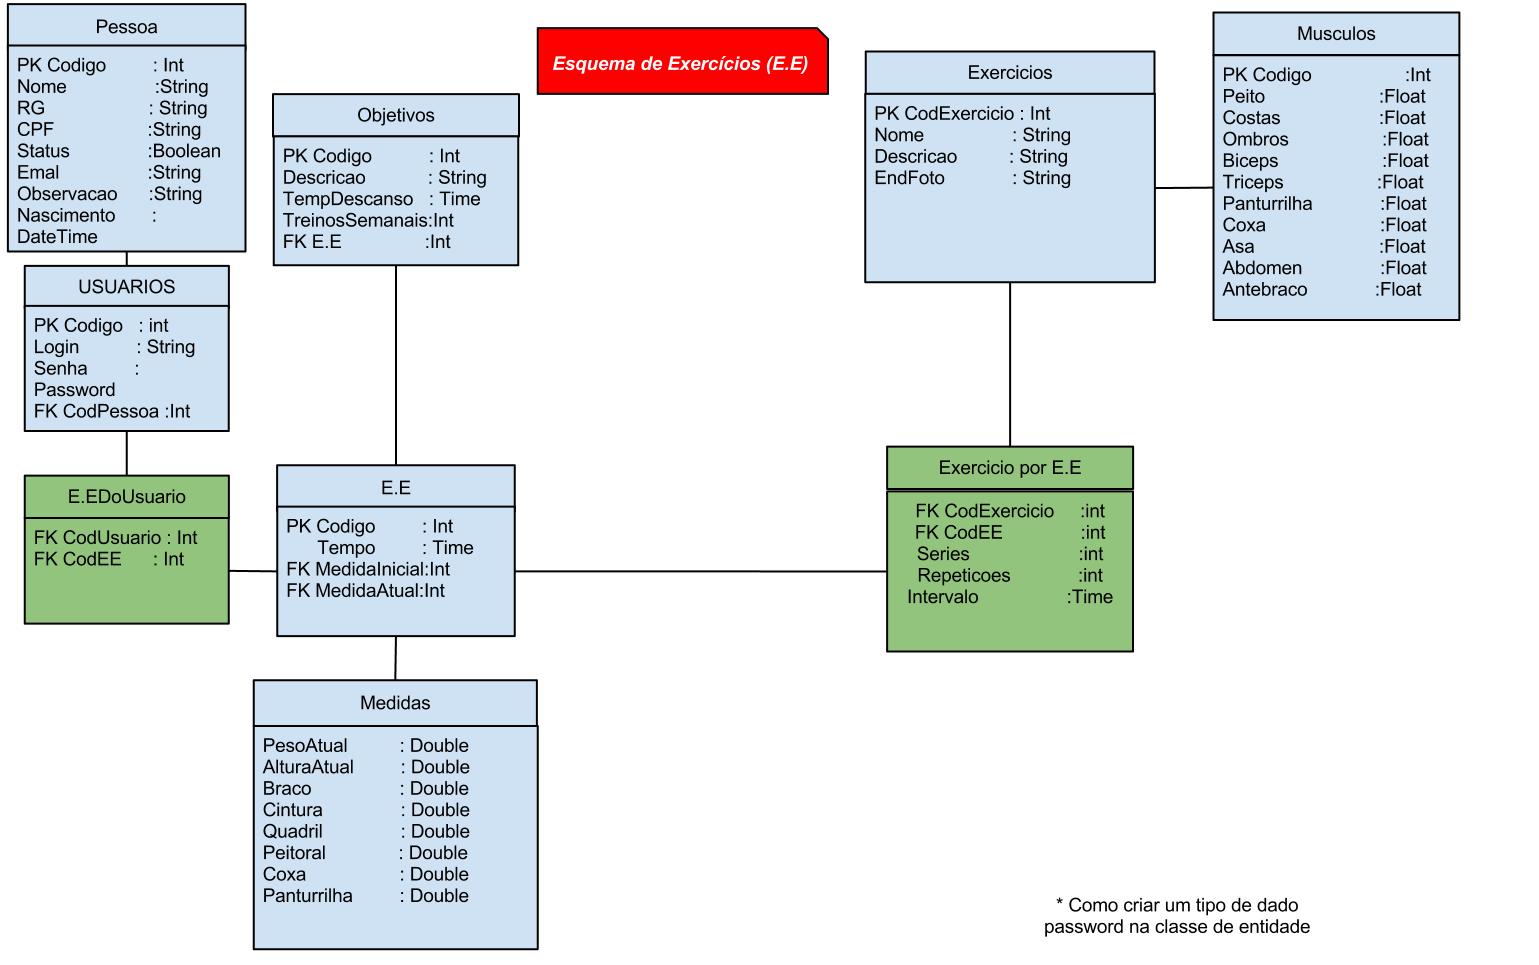 Pessoa
PK Codigo : Int
Nome :String
RG : String
CPF :String
Status :Boolean
Emal :String
Observacao :String
Nascimento :
DateTime
USUARIOS
PK Codigo : int
Login : String
Senha :
Password
FK CodPessoa :Int
E.EDoUsuario
FK CodUsuario : Int
FK CodEE : Int
Objetivos
PK Codigo : Int
Descricao : String
TempDescanso : Time
TreinosSemanais:Int
FK E.E :Int
E.E
PK Codigo : Int
Tempo : Time
FK MedidaInicial:Int
FK MedidaAtual:Int
Medidas
PesoAtual : Double
AlturaAtual : Double
Braco : Double
Cintura : Double
Quadril : Double
Peitoral : Double
Coxa : Double
Panturrilha : Double
Esquema de Exercícios (E.E)
Exercicios
PK CodExercicio : Int
Nome : String
Descricao : String
EndFoto : String
Exercicio por E.E
FK CodExercicio :int
FK CodEE :int
Series :int
Repeticoes :int
Intervalo :Time
Musculos
PK Codigo :Int
Peito :Float
Costas :Float
Ombros :Float
Biceps :Float
Triceps :Float
Panturrilha :Float
Coxa :Float
Asa :Float
Abdomen :Float
Antebraco :Float
* Como criar um tipo de dado
password na classe de entidade